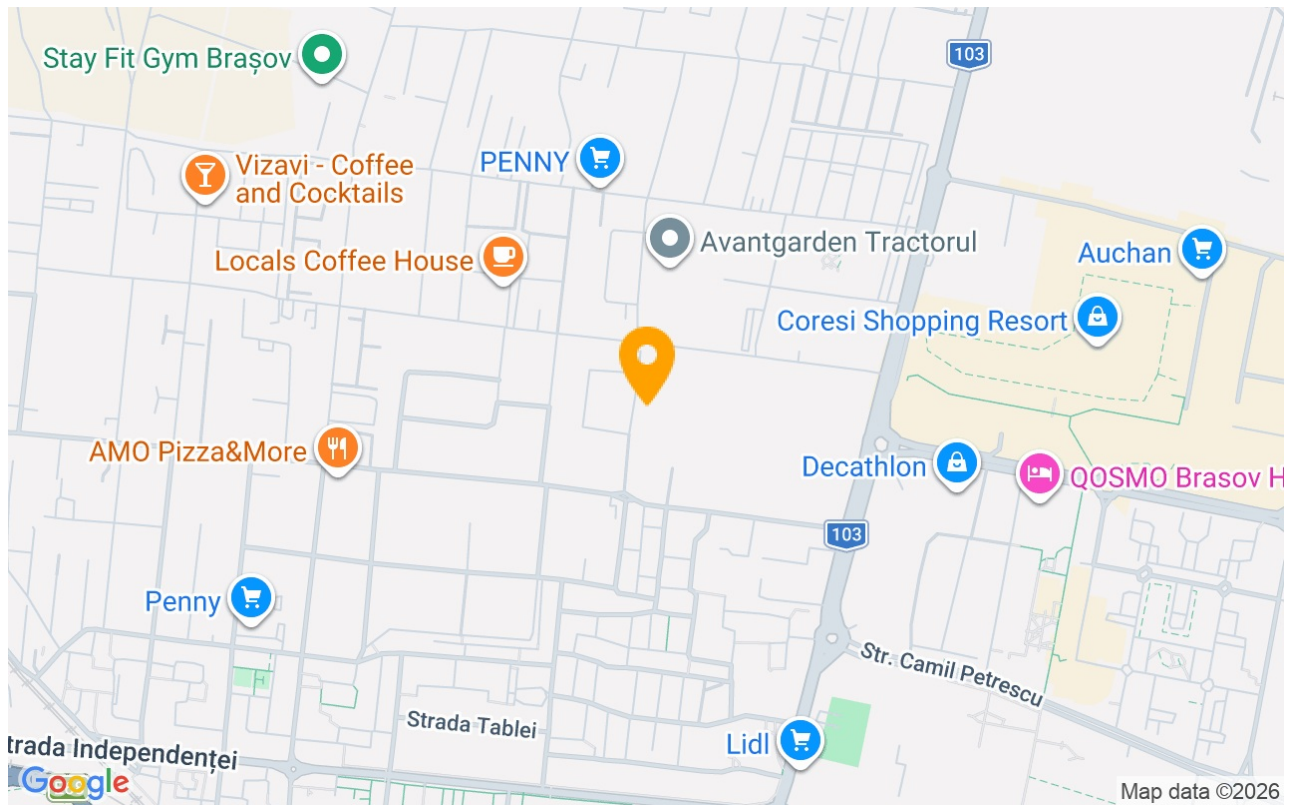 103
Stay Fit Gym Brașov
Vizavi - Coffee
and Cocktails
PENNY
Avantgarden Tractorul
Auchan
Locals Coffee House
Coresi Shopping Resort
AMO Pizza&More
Decathlon
QOSMO Brasov H
103
Penny
Str. Camil Petrescu
Strada Tablei
Lidl
trada Independenței
Google
Map data ©2026